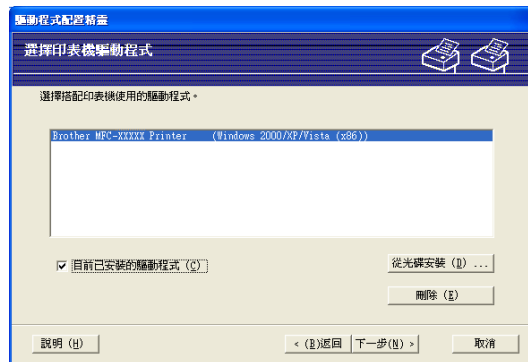 驅動程式配置精靈
選擇印表機驅動程式
選擇搭配印表機使用的驅動程式。
Brother MFC-XXXXX Printer (Windows 2000/XP/Vista (x86))
目前已安裝的驅動程式 (C)
從光碟安裝 (D) ...
刪除 (E)
說明 (H)
< (B)返回
下一步(N) >
取消